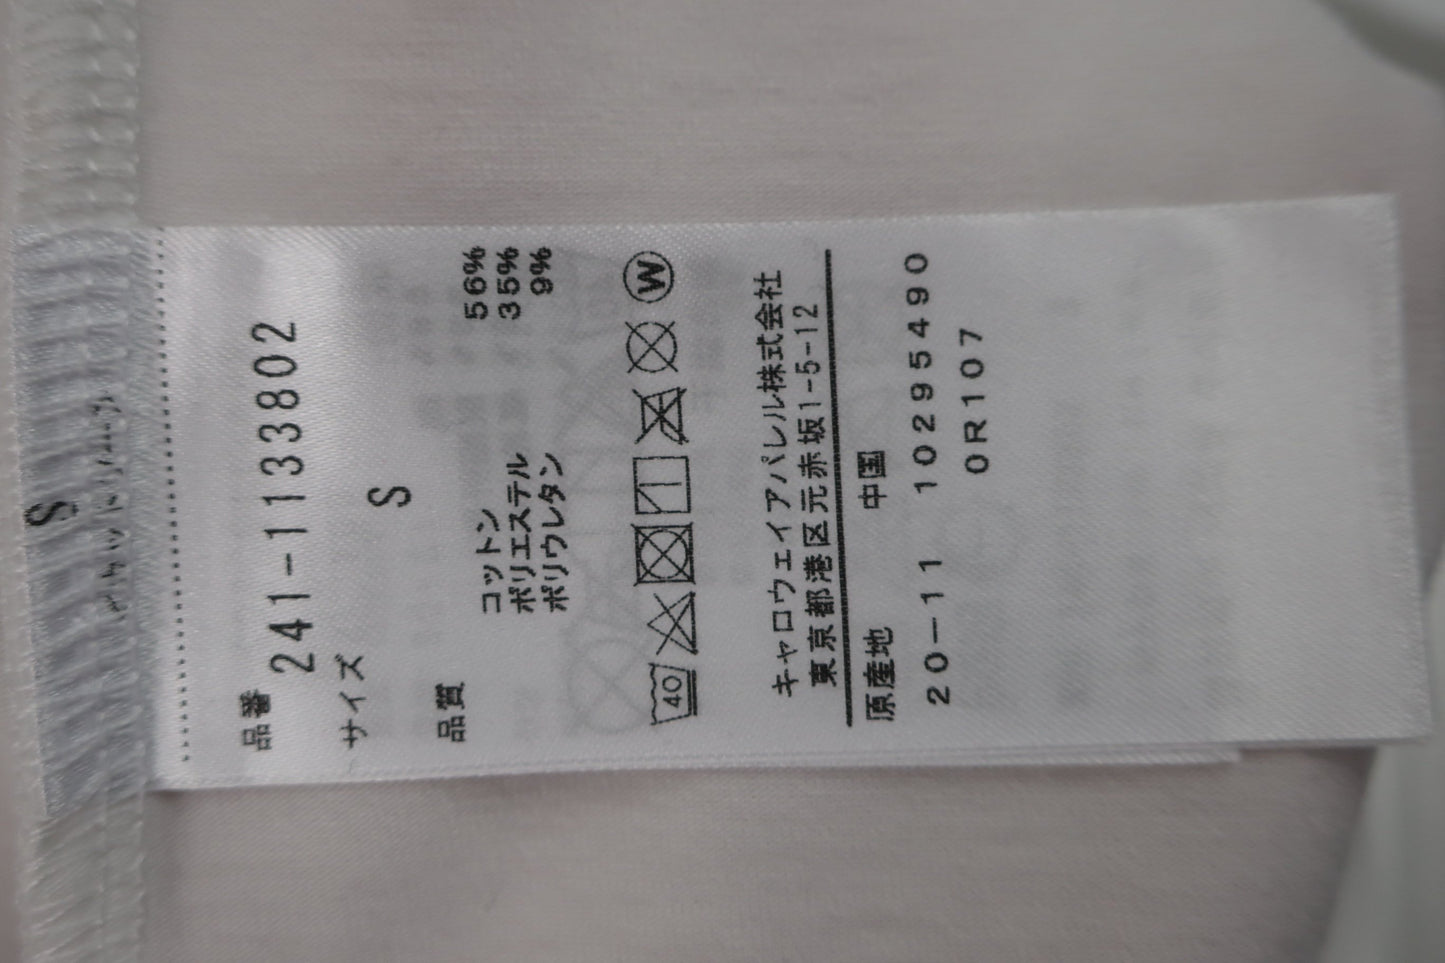 S
品番
241-1133802
サイズ
S
品質
コットン 56%
ポリエステル 35%
ポリウレタン 9%
40 W
キャロウェイアパレル株式会社
東京都港区元赤坂1-5-12
原産地 中国
20-11 10295490
0R107